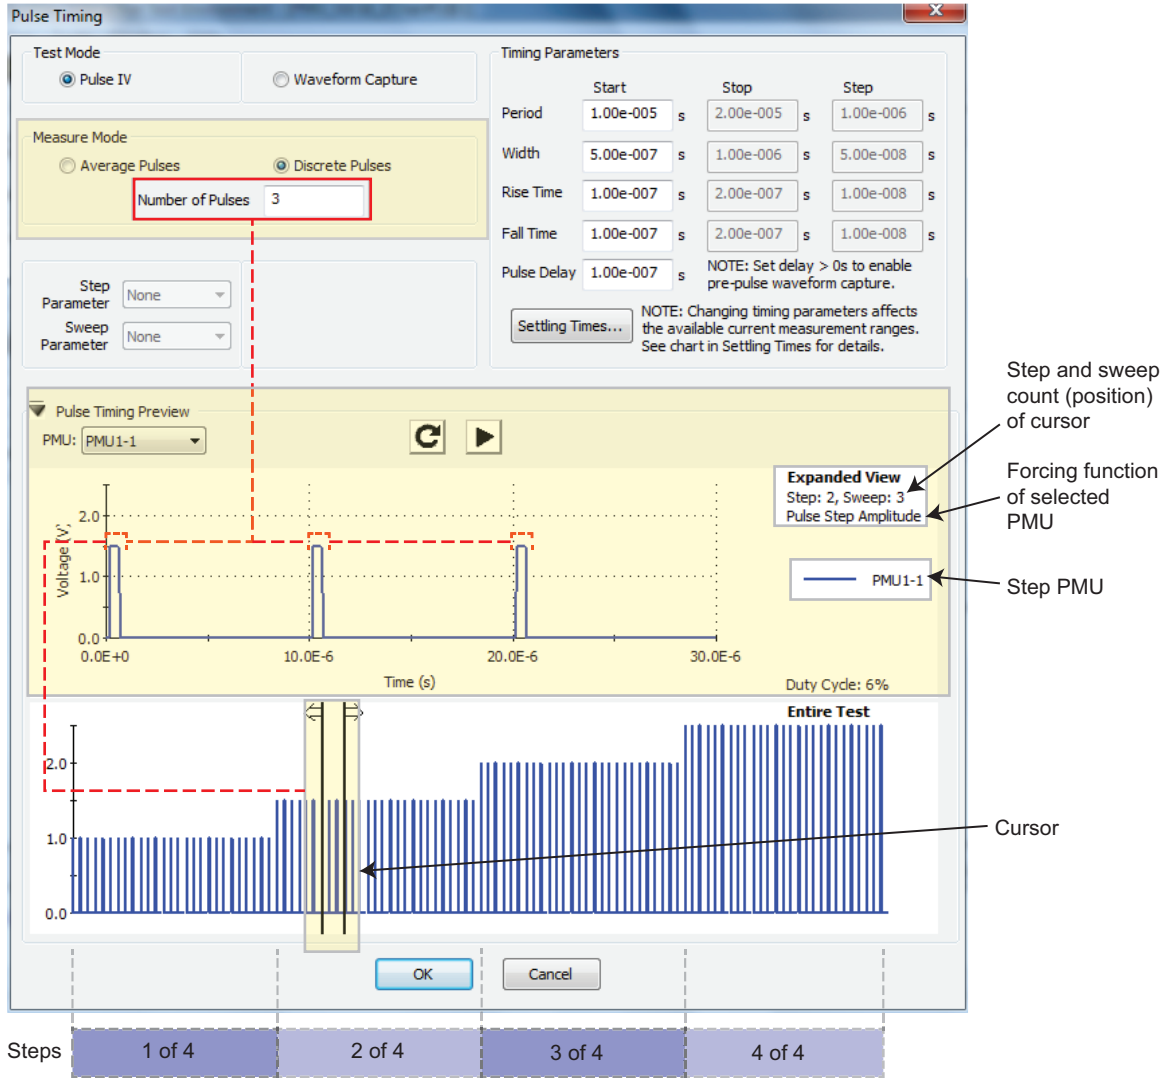 Pulse Timing
Test Mode
Pulse IV
Waveform Capture
Measure Mode
Average Pulses
Discrete Pulses
Number of Pulses 3
Step
Parameter
None
Sweep
Parameter
None
Timing Parameters
Start Stop Step
Period 1.00e-005 s 2.00e-005 s 1.00e-006 s
Width 5.00e-007 s 1.00e-006 s 5.00e-008 s
Rise Time 1.00e-007 s 2.00e-007 s 1.00e-008 s
Fall Time 1.00e-007 s 2.00e-007 s 1.00e-008 s
Pulse Delay 1.00e-007 s
NOTE: Set delay > 0s to enable
pre-pulse waveform capture.
Settling Times...
NOTE: Changing timing parameters affects
the available current measurement ranges.
See chart in Settling Times for details.
Pulse Timing Preview
PMU: PMU1-1
Expanded View
Step: 2, Sweep: 3
Pulse Step Amplitude
PMU1-1
Voltage (V)
2.0
1.0
0.0
0.0E+0 10.0E-6 20.0E-6 30.0E-6
Time (s)
Duty Cycle: 6%
Entire Test
2.0
1.0
0.0
OK
Cancel
Step and sweep
count (position)
of cursor
Forcing function
of selected
PMU
Step PMU
Cursor
Steps 1 of 4 2 of 4 3 of 4 4 of 4